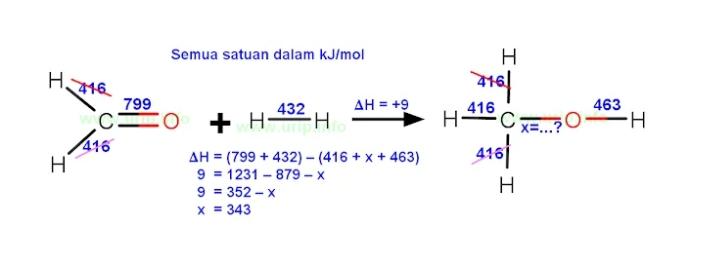 Semua satuan dalam kJ/mol
H 416 799 C O 416 H
+
H 432 H
ΔH = +9
H 416 H 416 C x=...? O 463 H 416 H
ΔH = (799 + 432) – (416 + x + 463)
9 = 1231 – 879 – x
9 = 352 – x
x = 343